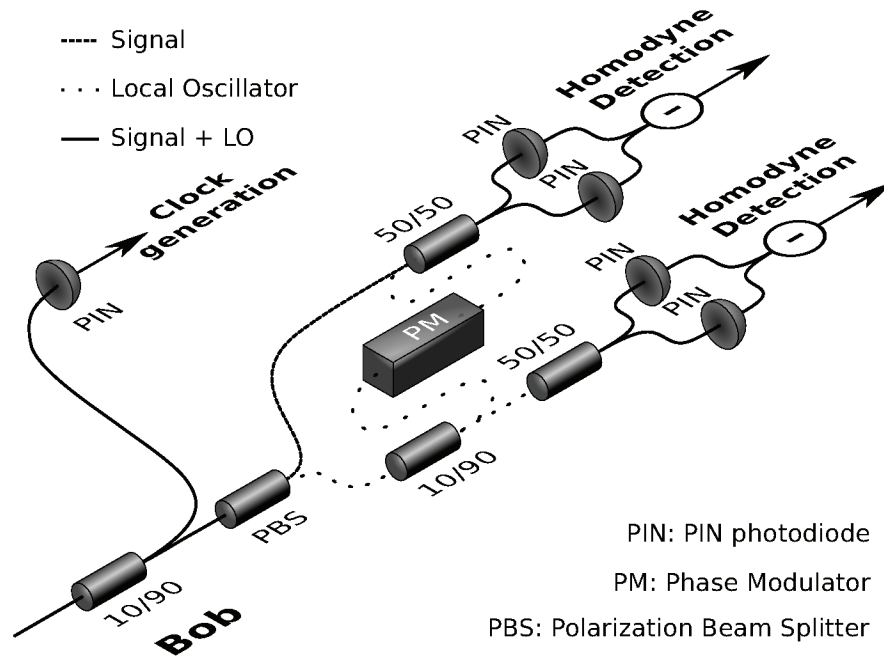 Signal
Local Oscillator
Signal + LO
Homodyne
Detection
PIN
PIN
50/50
Clock
generation
PIN
Homodyne
Detection
PIN
PIN
PM
50/50
10/90
PBS
10/90
Bob
PIN: PIN photodiode
PM: Phase Modulator
PBS: Polarization Beam Splitter